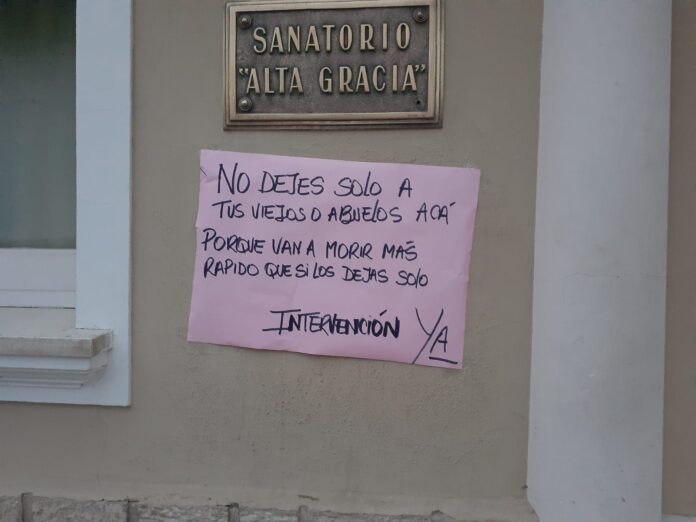 SANATORIO
"ALTA GRACIA"
NO DEJES SOLO A
TUS VIEJOS O ABUELOS ACÁ
PORQUE VAN A MORIR MAS
RAPIDO QUE SI LOS DEJAS SOLO
INTERVENCIÓN YA